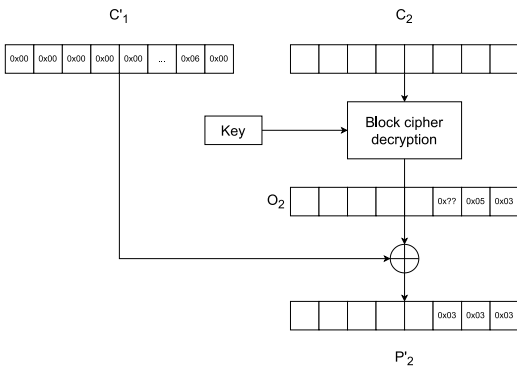 C'1 C2
0x00 0x00 0x00 0x00 0x00 ... 0x06 0x00
Block cipher
decryption
Key
O2 0x?? 0x05 0x03
0x03 0x03 0x03
P'2